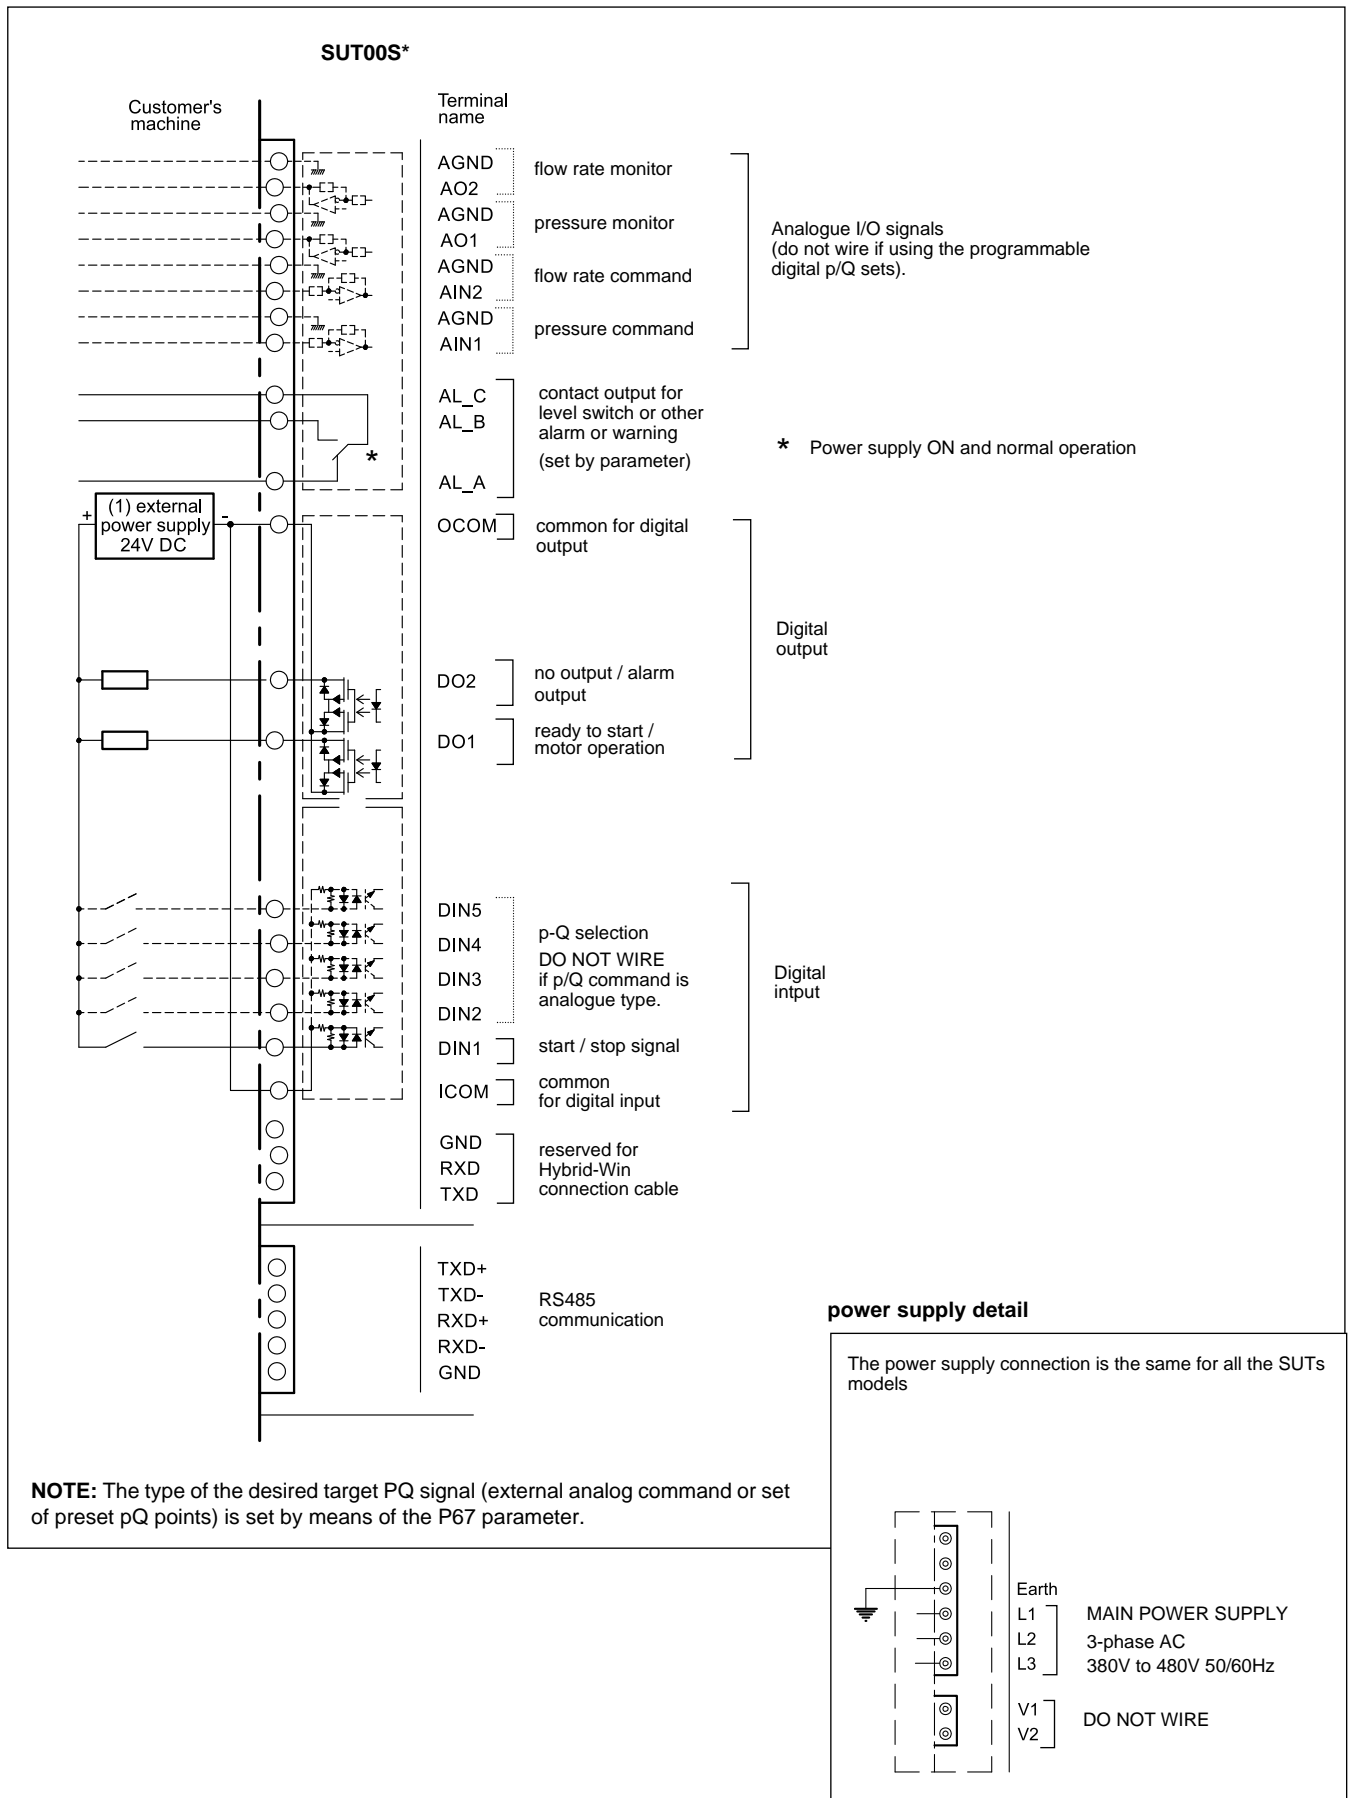 SUT00S*
Customer's
machine
Terminal
name
AGND
AO2
flow rate monitor
AGND
AO1
pressure monitor
AGND
AIN2
flow rate command
AGND
AIN1
pressure command
Analogue I/O signals
(do not wire if using the programmable
digital p/Q sets).
AL_C
AL_B
AL_A
contact output for
level switch or other
alarm or warning
(set by parameter)
*
* Power supply ON and normal operation
+
(1) external
power supply
24V DC
-
OCOM
common for digital
output
Digital
output
DO2
no output / alarm
output
DO1
ready to start /
motor operation
DIN5
DIN4
DIN3
DIN2
p-Q selection
DO NOT WIRE
if p/Q command is
analogue type.
Digital
intput
DIN1
start / stop signal
ICOM
common
for digital input
GND
RXD
TXD
reserved for
Hybrid-Win
connection cable
TXD+
TXD-
RXD+
RXD-
GND
RS485
communication
power supply detail
The power supply connection is the same for all the SUTs
models
Earth
L1
L2
L3
MAIN POWER SUPPLY
3-phase AC
380V to 480V 50/60Hz
V1
V2
DO NOT WIRE
NOTE: The type of the desired target PQ signal (external analog command or set
of preset pQ points) is set by means of the P67 parameter.